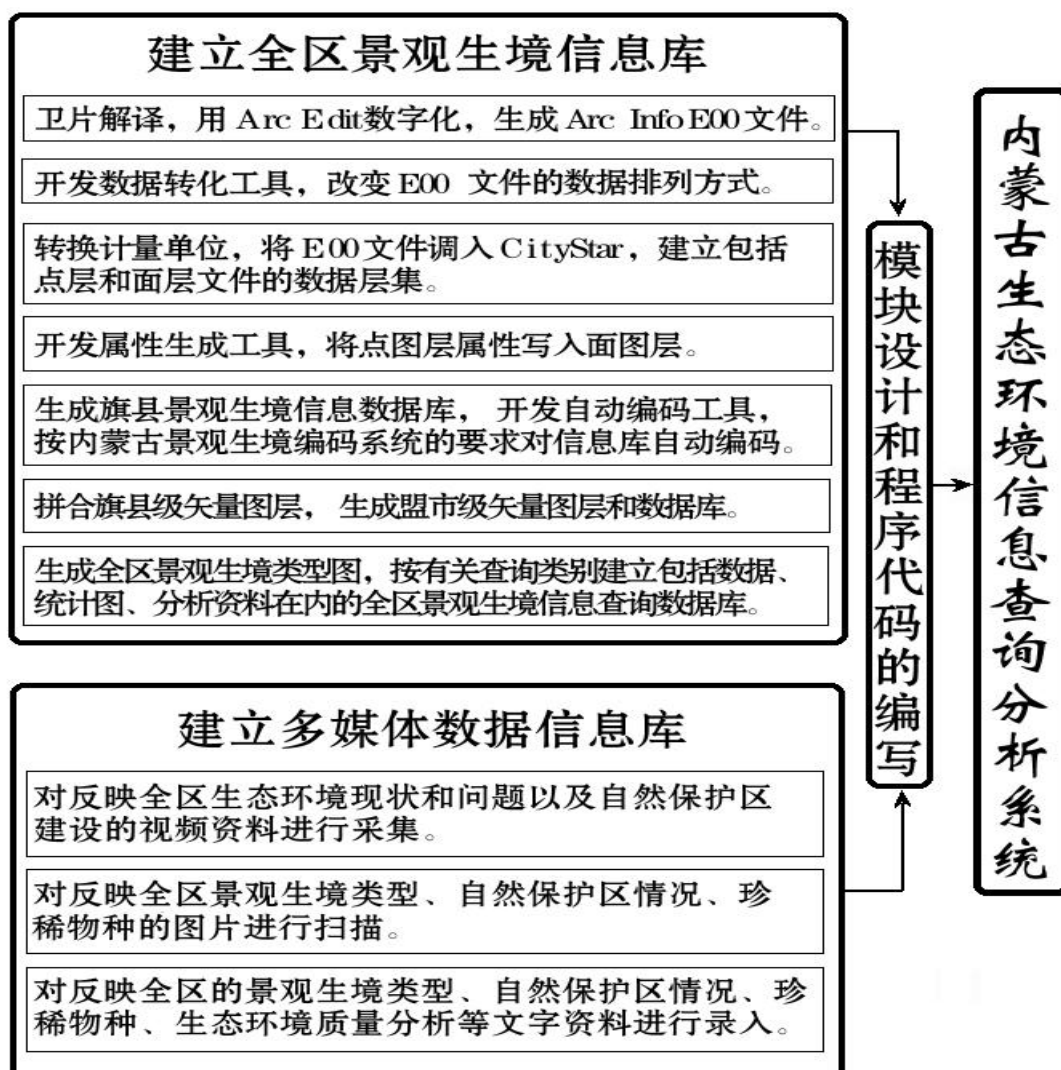 建立全区景观生境信息库
卫片解译，用 Arc Edit数字化，生成 Arc Info E00 文件。
开发数据转化工具，改变 E00 文件的数据排列方式。
转换计量单位，将 E00 文件调入 CityStar，建立包括
点层和面层文件的数据层集。
开发属性生成工具，将点图层属性写入面图层。
生成旗县景观生境信息数据库， 开发自动编码工具，
按内蒙古景观生境编码系统的要求对信息库自动编码。
拼合旗县级矢量图层， 生成盟市级矢量图层和数据库。
生成全区景观生境类型图，按有关查询类别建立包括数据、
统计图、分析资料在内的全区景观生境信息查询数据库。
建立多媒体数据信息库
对反映全区生态环境现状和问题以及自然保护区
建设的视频资料进行采集。
对反映全区景观生境类型、自然保护区情况、珍
稀物种的图片进行扫描。
对反映全区的景观生境类型、自然保护区情况、珍
稀物种、生态环境质量分析等文字资料进行录入。
模块设计和程序代码的编写
内蒙古生态环境信息查询分析系统